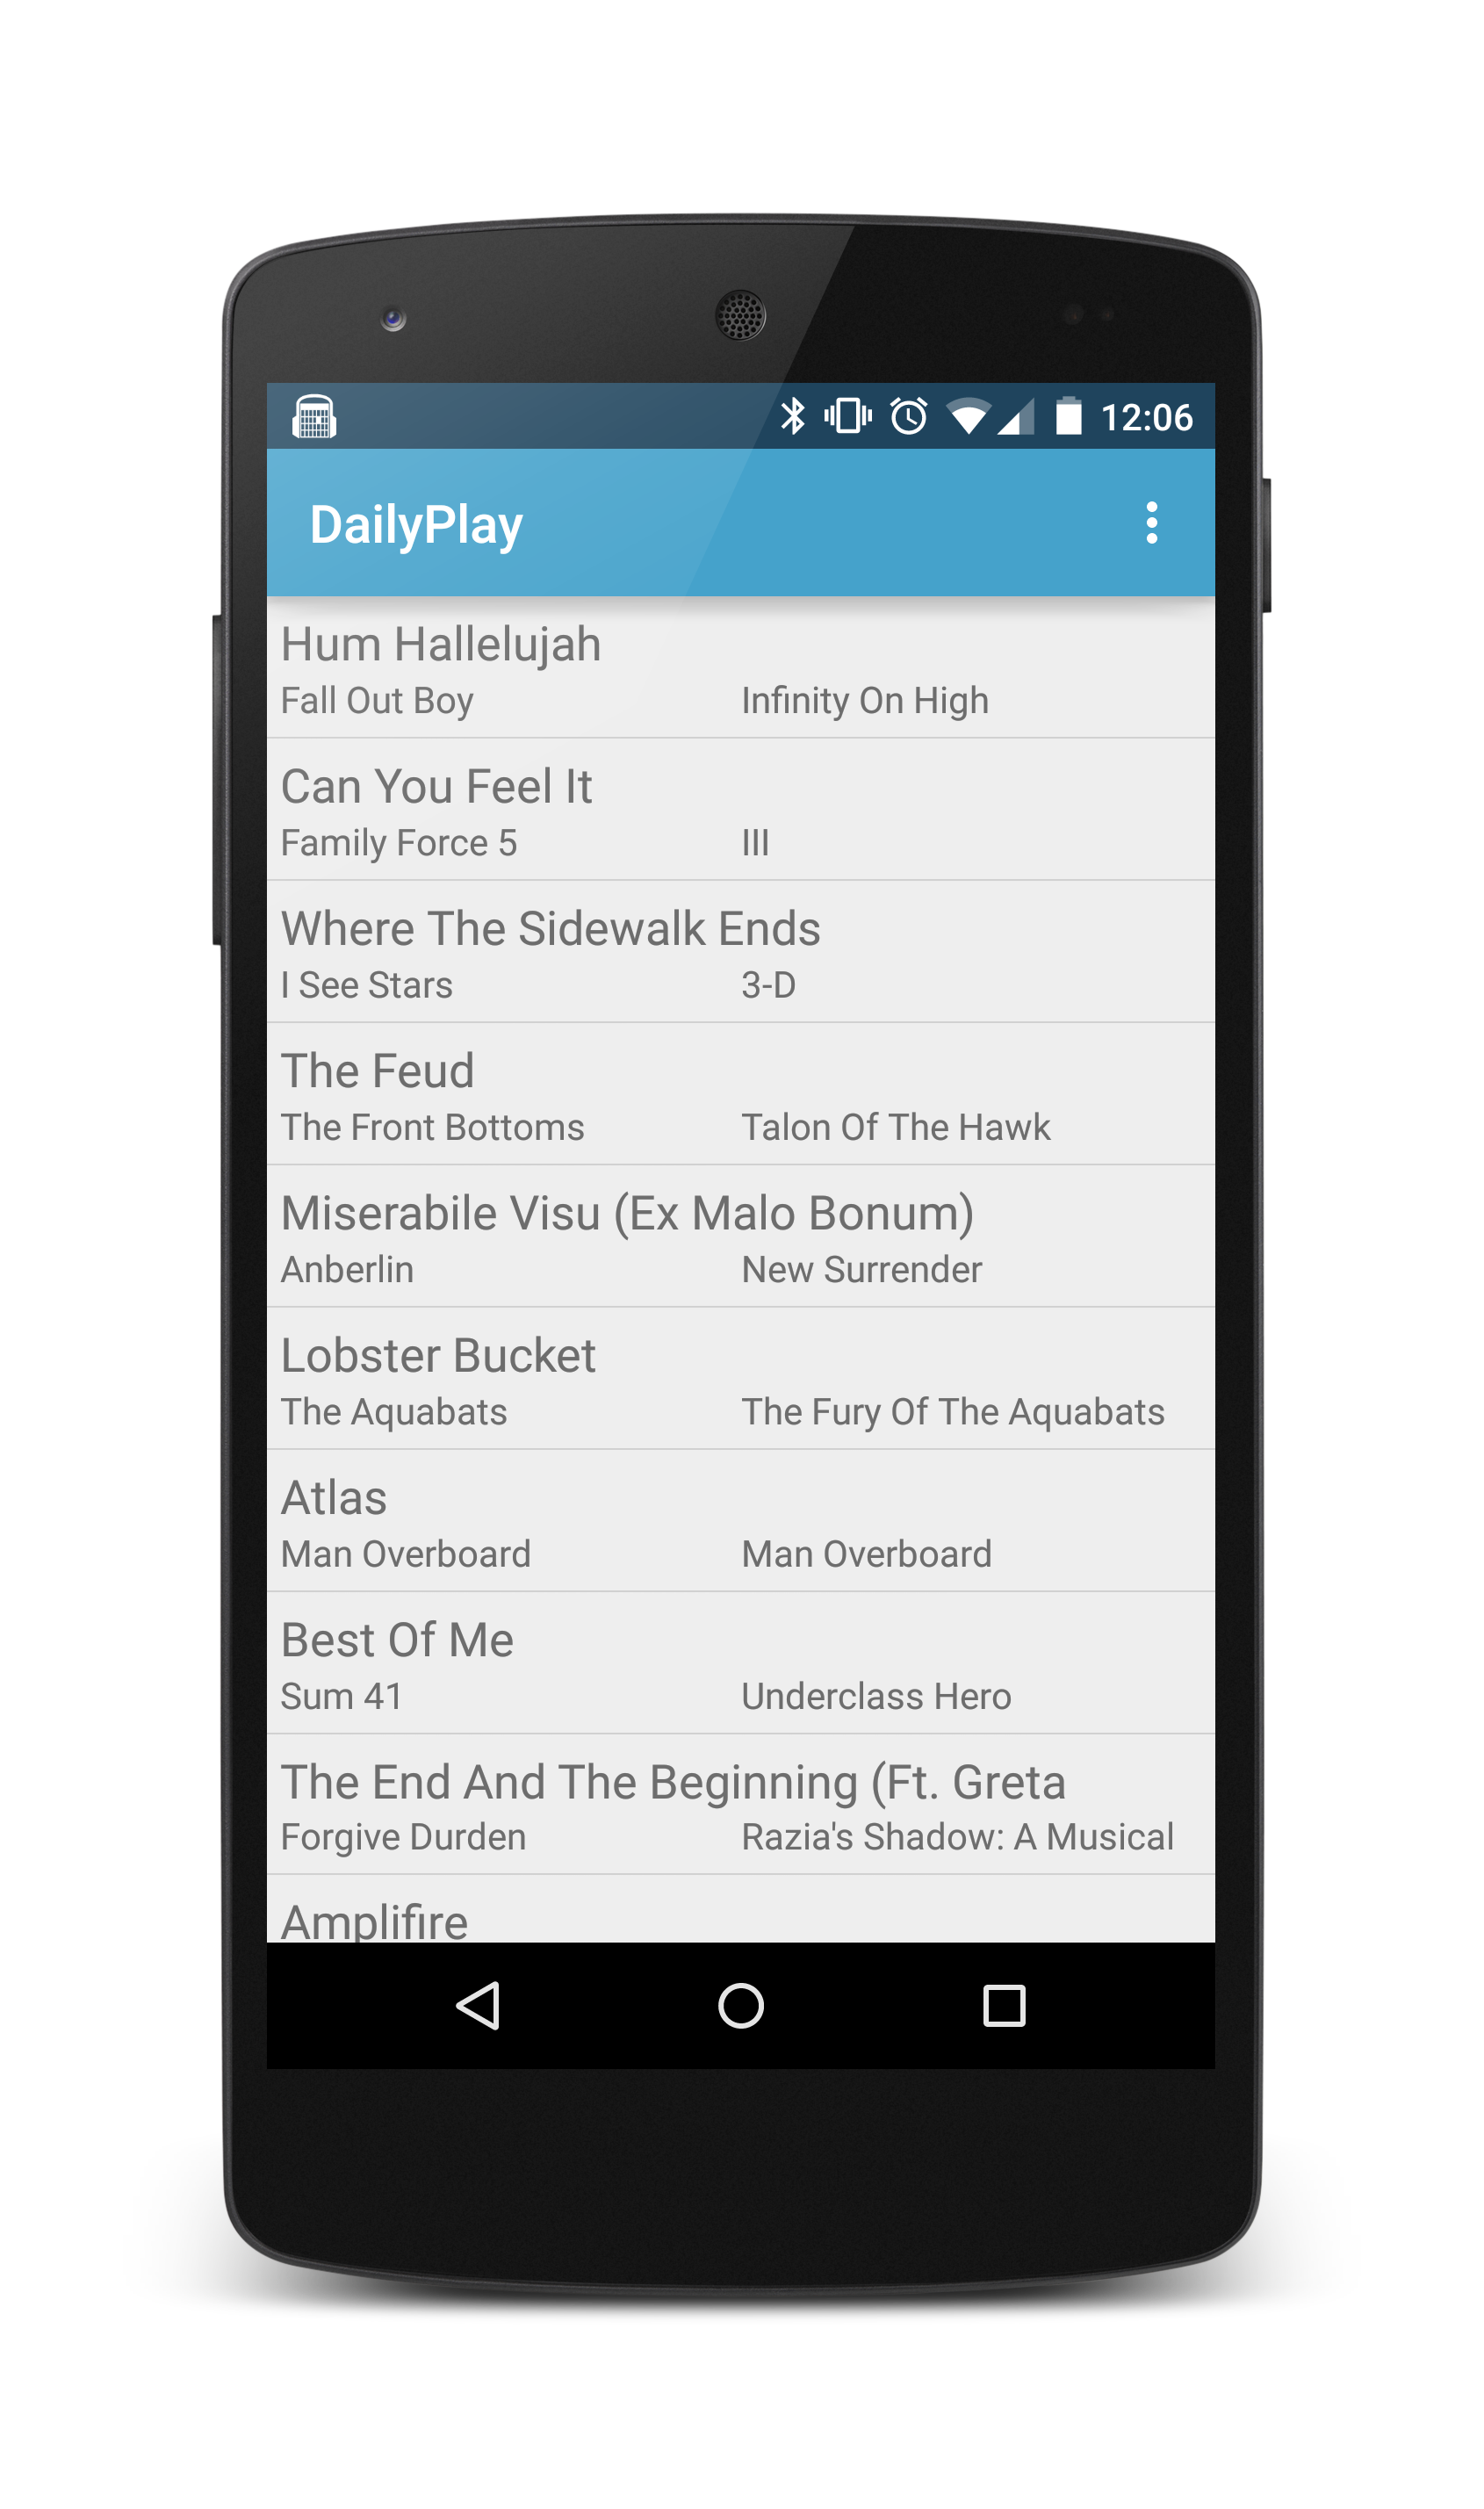 12:06
DailyPlay
Hum Hallelujah
Fall Out Boy Infinity On High
Can You Feel It
Family Force 5 III
Where The Sidewalk Ends
I See Stars 3-D
The Feud
The Front Bottoms Talon Of The Hawk
Miserabile Visu (Ex Malo Bonum)
Anberlin New Surrender
Lobster Bucket
The Aquabats The Fury Of The Aquabats
Atlas
Man Overboard Man Overboard
Best Of Me
Sum 41 Underclass Hero
The End And The Beginning (Ft. Greta
Forgive Durden Razia's Shadow: A Musical
Amplifire